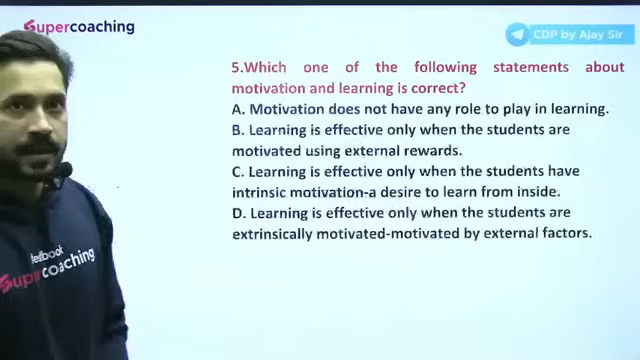 Supercoaching
CDP by Ajay Sir
5.Which one of the following statements about
motivation and learning is correct?
A. Motivation does not have any role to play in learning.
B. Learning is effective only when the students are
motivated using external rewards.
C. Learning is effective only when the students have
intrinsic motivation-a desire to learn from inside.
D. Learning is effective only when the students are
extrinsically motivated-motivated by external factors.
testbook
Supercoaching